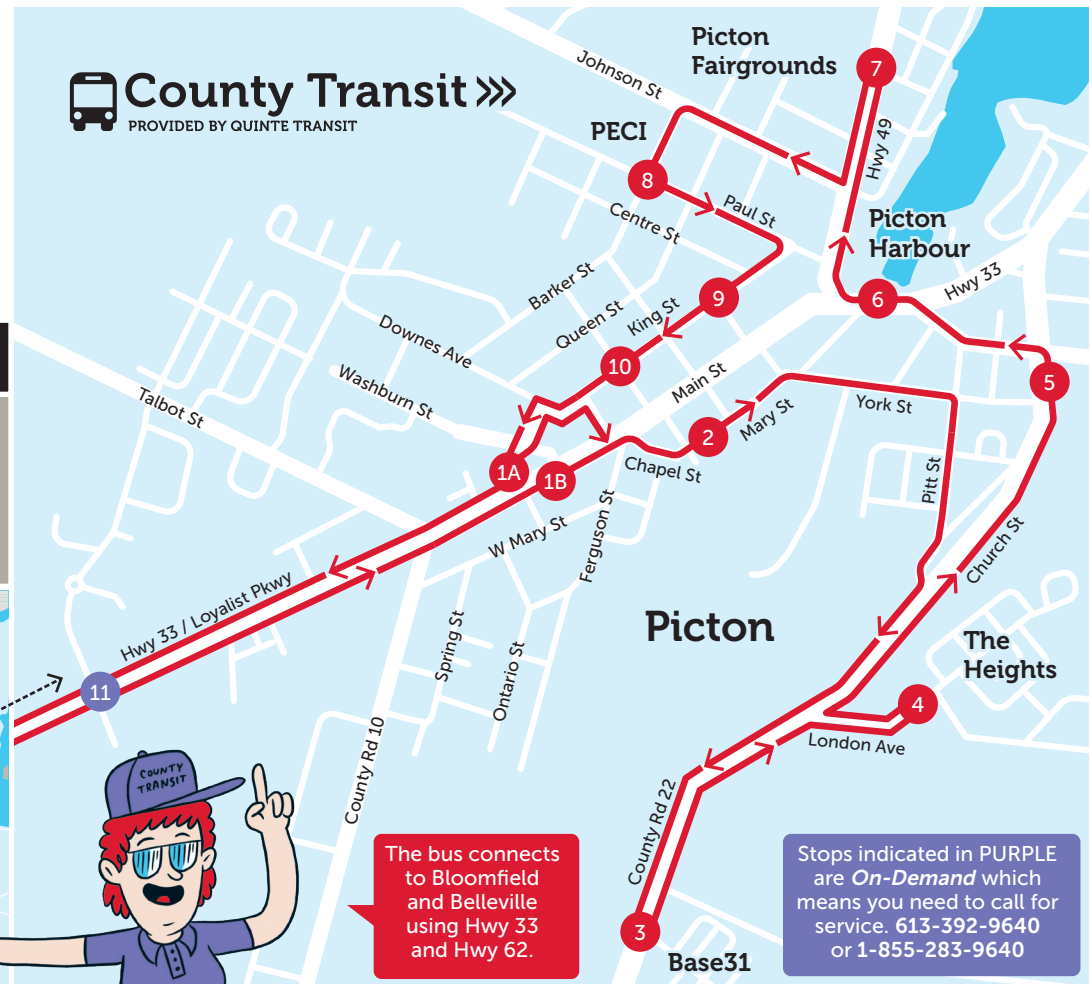 County Transit >>>
PROVIDED BY QUINTE TRANSIT
Picton
Fairgrounds
7
Johnson St
Hwy 49
PECI
8
Paul St
Centre St
Picton
Harbour
6
Hwy 33
Barker St
9
Queen St
King St
Downes Ave
10
Main St
5
Washburn St
Talbot St
2
Mary St
York St
1A
1B
Chapel St
Pitt St
W Mary St
Ferguson St
Church St
Hwy 33 / Loyalist Pkwy
Picton
The
Heights
Spring St
Ontario St
11
4
London Ave
COUNTY
TRANSIT
County Rd 10
County Rd 22
The bus connects
to Bloomfield
and Belleville
using Hwy 33
and Hwy 62.
3
Base31
Stops indicated in PURPLE
are On-Demand which
means you need to call for
service. 613-392-9640
or 1-855-283-9640